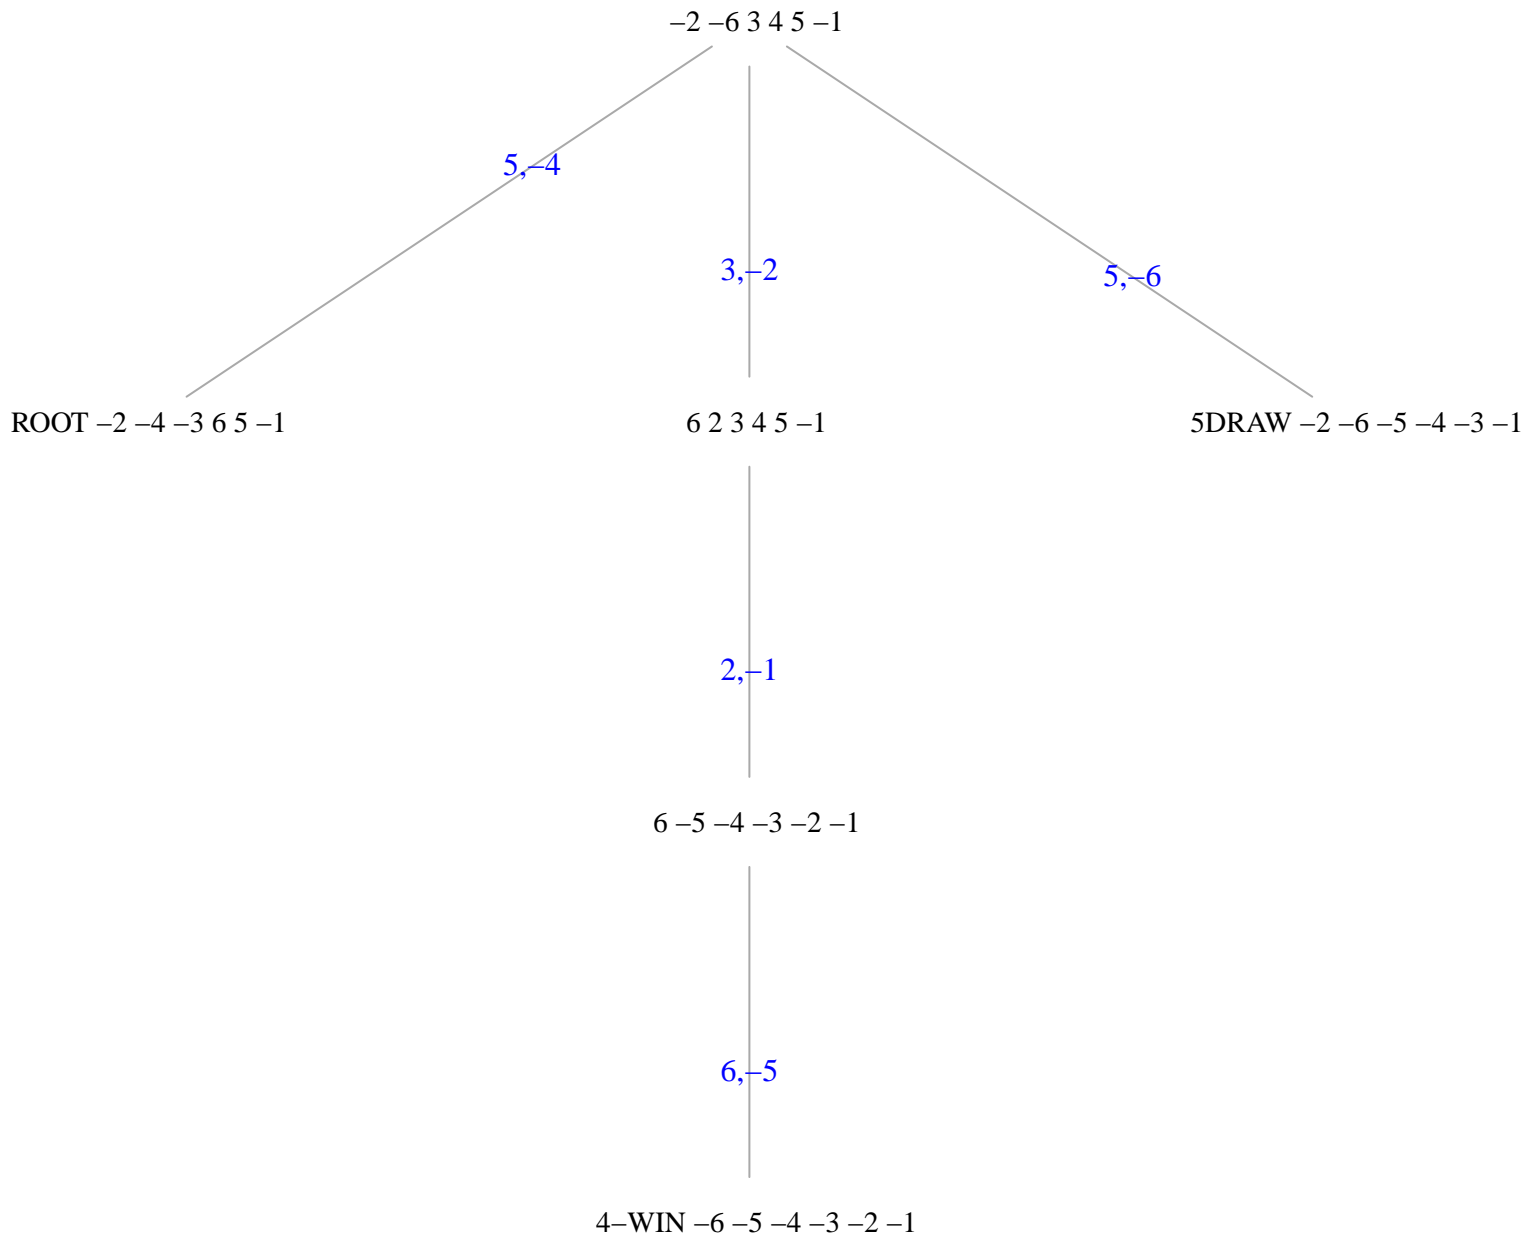 –2 –6 3 4 5 –1
5,–4
3,–2
5,–6
ROOT –2 –4 –3 6 5 –1
6 2 3 4 5 –1
5DRAW –2 –6 –5 –4 –3 –1
2,–1
6 –5 –4 –3 –2 –1
6,–5
4–WIN –6 –5 –4 –3 –2 –1